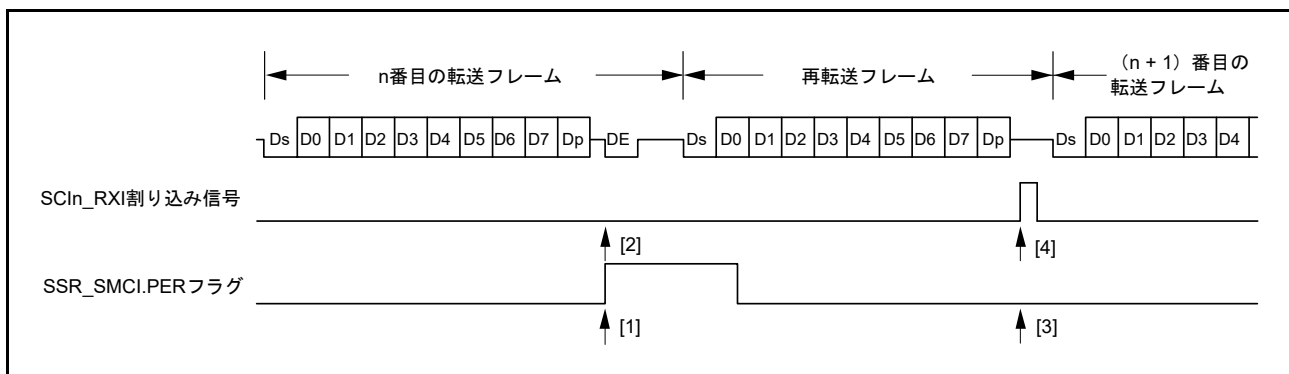 n番目の転送フレーム
再転送フレーム
（n + 1）番目の
転送フレーム
Ds D0 D1 D2 D3 D4 D5 D6 D7 Dp DE Ds D0 D1 D2 D3 D4 D5 D6 D7 Dp Ds D0 D1 D2 D3 D4
SCIn_RXI割り込み信号
[2] [4]
SSR_SMCI.PERフラグ
[1] [3]